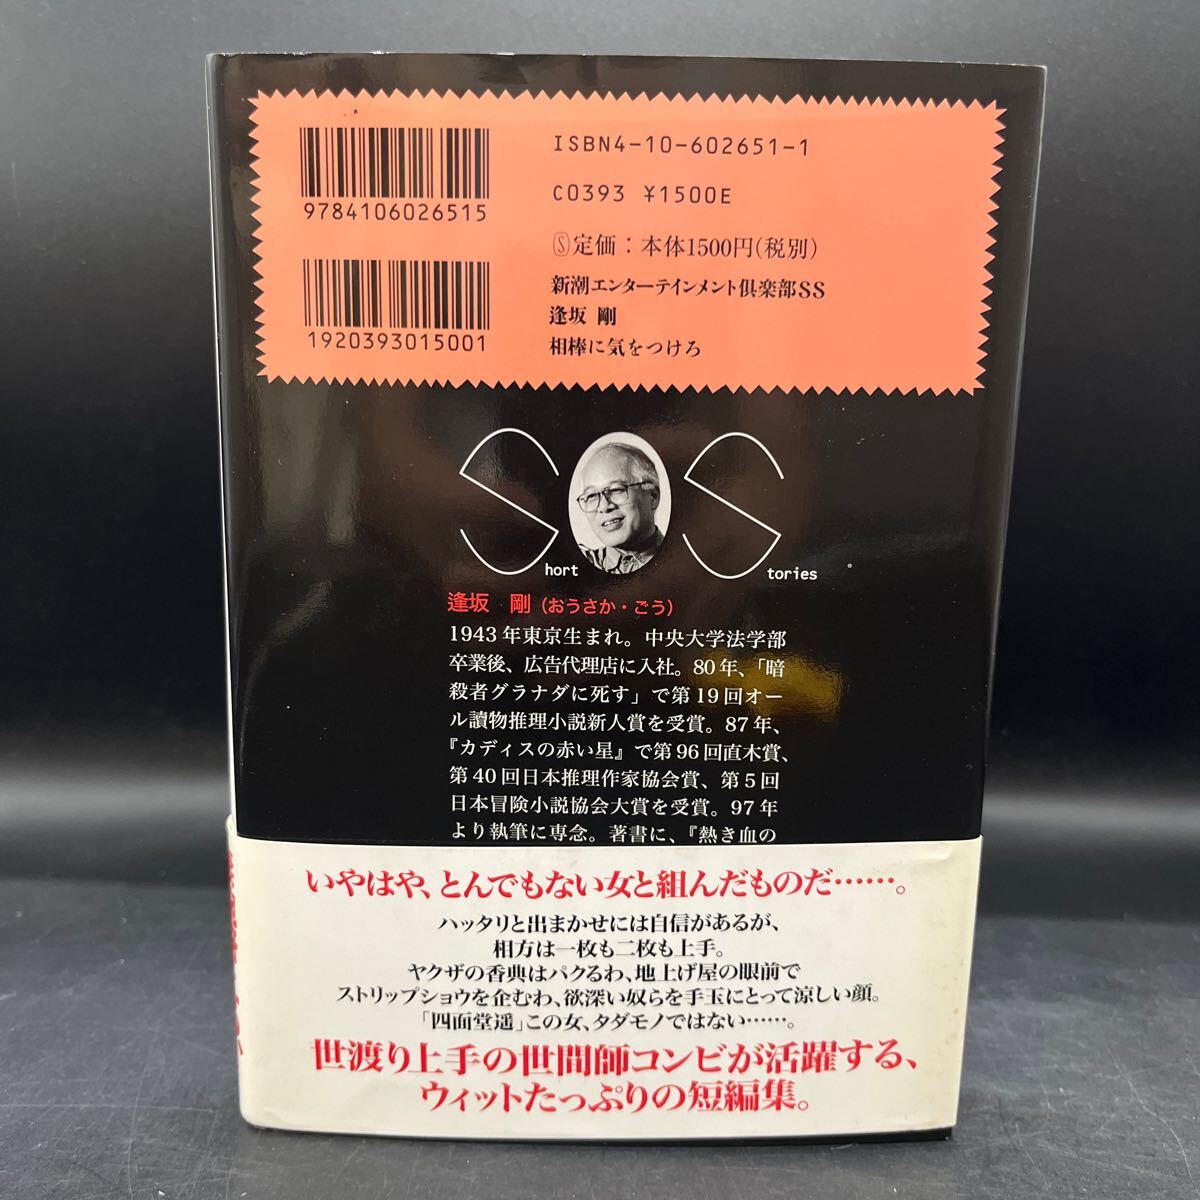 ISBN4-10-602651-1
9784106026515
C0393 ¥1500E
Ⓢ定価：本体1500円(税別)
1920393015001
新潮エンターテインメント倶楽部SS
逢坂 剛
相棒に気をつけろ
Short Stories
逢坂 剛（おうさか・ごう）
1943年東京生まれ。中央大学法学部
卒業後、広告代理店に入社。80年、「暗
殺者グラナダに死す」で第19回オー
ル讀物推理小説新人賞を受賞。87年、
『カディスの赤い星』で第96回直木賞、
第40回日本推理作家協会賞、第5回
日本冒険小説協会大賞を受賞。97年
より執筆に専念。著書に、『熱き血の
いやはや、とんでもない女と組んだものだ……。
ハッタリと出まかせには自信があるが、
相方は一枚も二枚も上手。
ヤクザの香典はパクるわ、地上げ屋の眼前で
ストリップショウを企むわ、欲深い奴らを手玉にとって涼しい顔。
「四面堂遥」この女、タダモノではない……。
世渡り上手の世間師コンビが活躍する、
ウィットたっぷりの短編集。